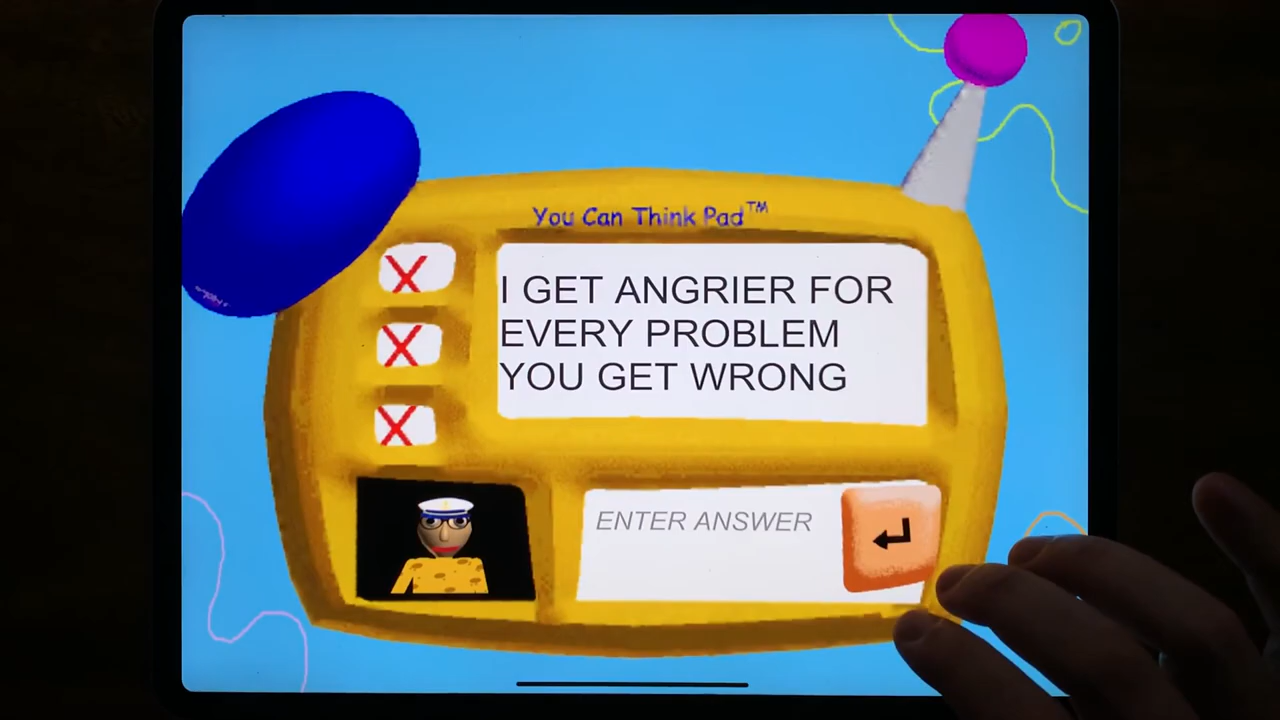 You Can Think Pad™
X
I GET ANGRIER FOR
EVERY PROBLEM
YOU GET WRONG
X
X
ENTER ANSWER